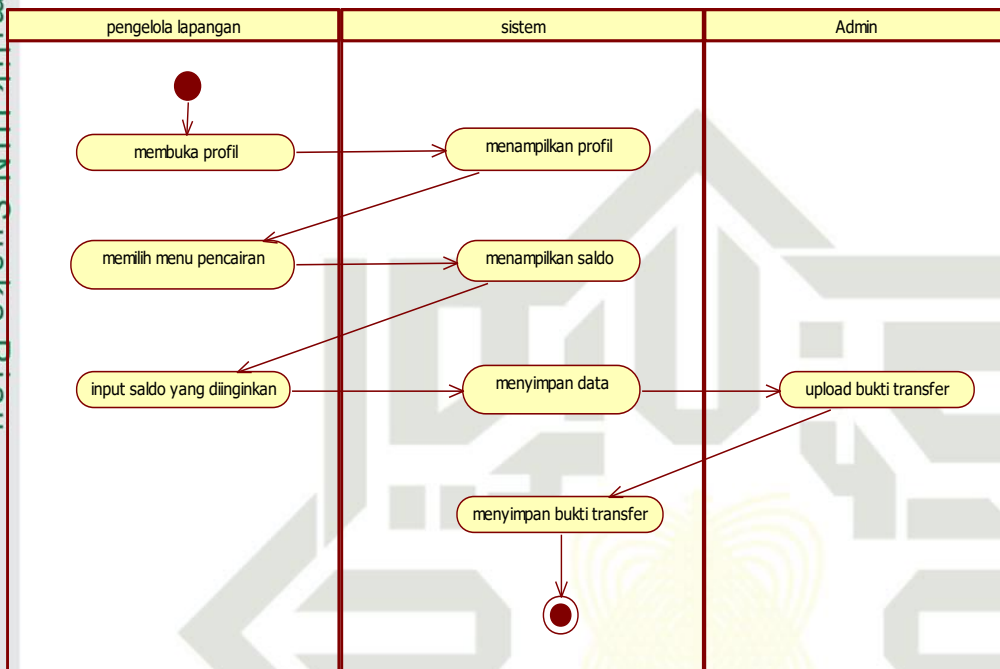 pengelola lapangan
sistem
Admin
membuka profil
menampilkan profil
memilih menu pencairan
menampilkan saldo
input saldo yang diinginkan
menyimpan data
upload bukti transfer
menyimpan bukti transfer